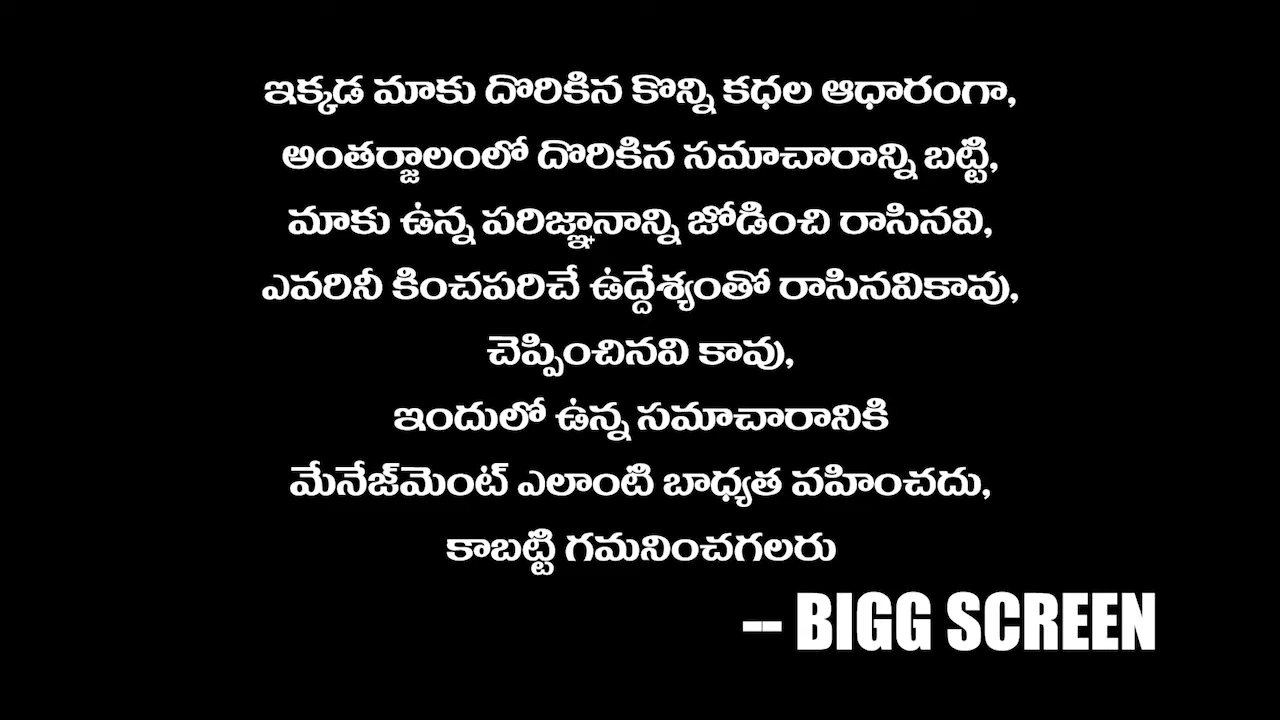 ఇక్కడ మాకు దొరికిన కొన్ని కధల ఆధారంగా,
అంతర్జాలంలో దొరికిన సమాచారాన్ని బట్టి,
మాకు ఉన్న పరిజ్ఞానాన్ని జోడించి రాసినవి,
ఎవరినీ కించపరిచే ఉద్దేశ్యంతో రాసినవికావు,
చెప్పించినవి కావు,
ఇందులో ఉన్న సమాచారానికి
మేనేజ్‌మెంట్ ఎలాంటి బాధ్యత వహించదు,
కాబట్టి గమనించగలరు
-- BIGG SCREEN